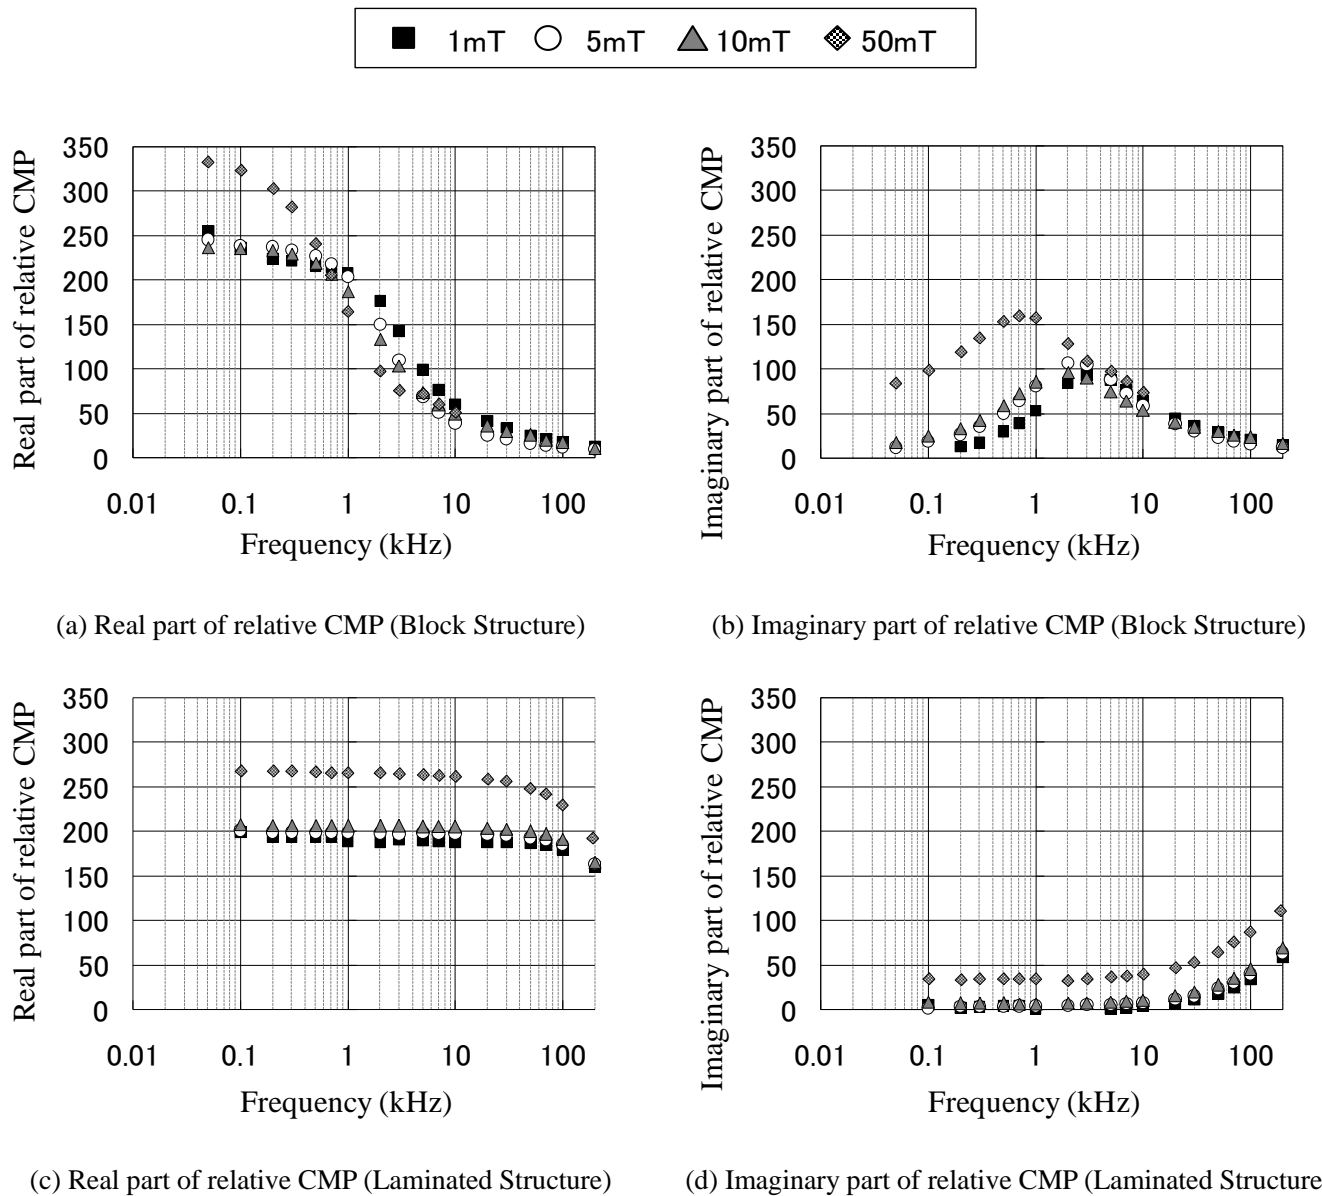 1mT 5mT 10mT 50mT
Real part of relative CMP
350
300
250
200
150
100
50
0
0.01 0.1 1 10 100
Frequency (kHz)
(a) Real part of relative CMP (Block Structure)
Imaginary part of relative CMP
350
300
250
200
150
100
50
0
0.01 0.1 1 10 100
Frequency (kHz)
(b) Imaginary part of relative CMP (Block Structure)
Real part of relative CMP
350
300
250
200
150
100
50
0
0.01 0.1 1 10 100
Frequency (kHz)
(c) Real part of relative CMP (Laminated Structure)
Imaginary part of relative CMP
350
300
250
200
150
100
50
0
0.01 0.1 1 10 100
Frequency (kHz)
(d) Imaginary part of relative CMP (Laminated Structure